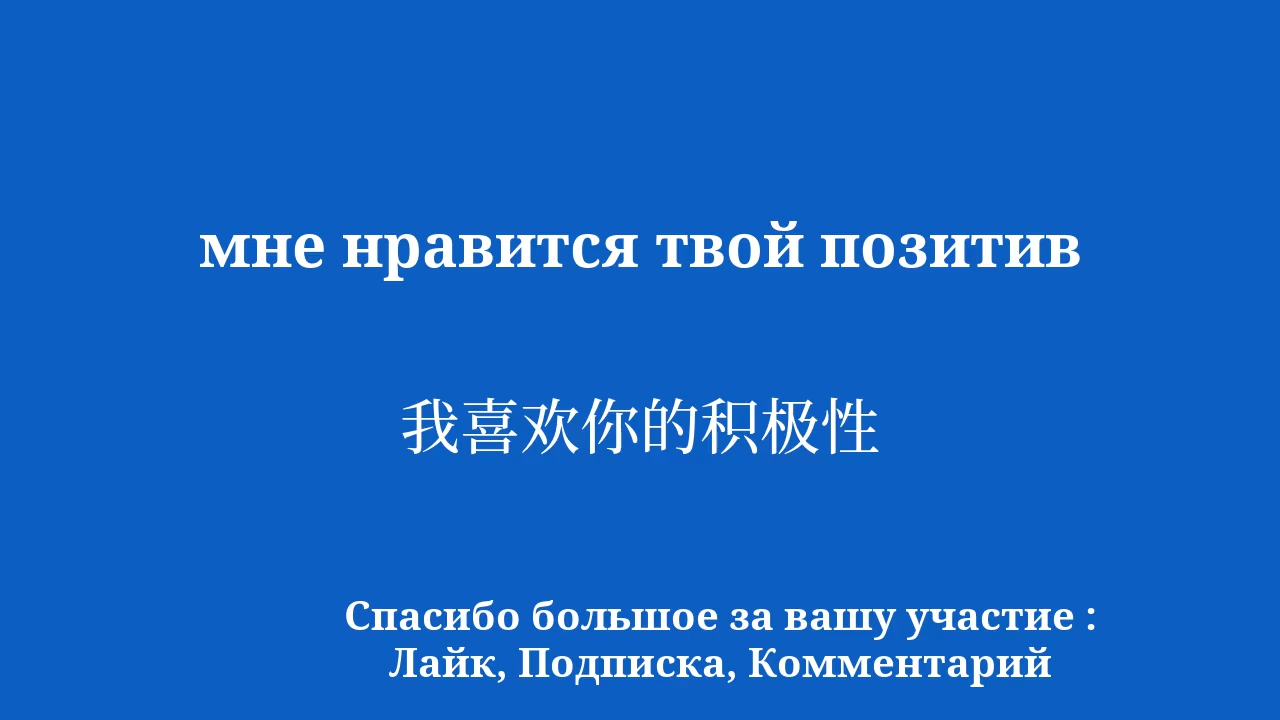 мне нравится твой позитив
我喜欢你的积极性
Спасибо большое за вашу участие :
Лайк, Подписка, Комментарий